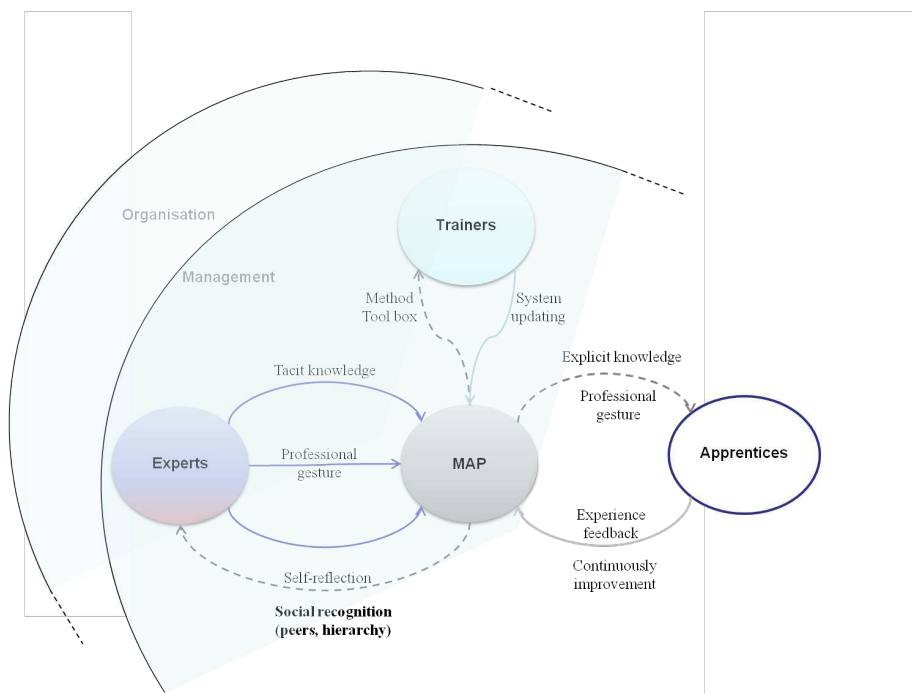 Organisation
Trainers
Management
Method
Tool box
System
updating
Tacit knowledge
Explicit knowledge
Professional
gesture
Experts
Professional
gesture
MAP
Apprentices
Experience
feedback
Self-reflection
Continuously
improvement
Social recognition
(peers, hierarchy)